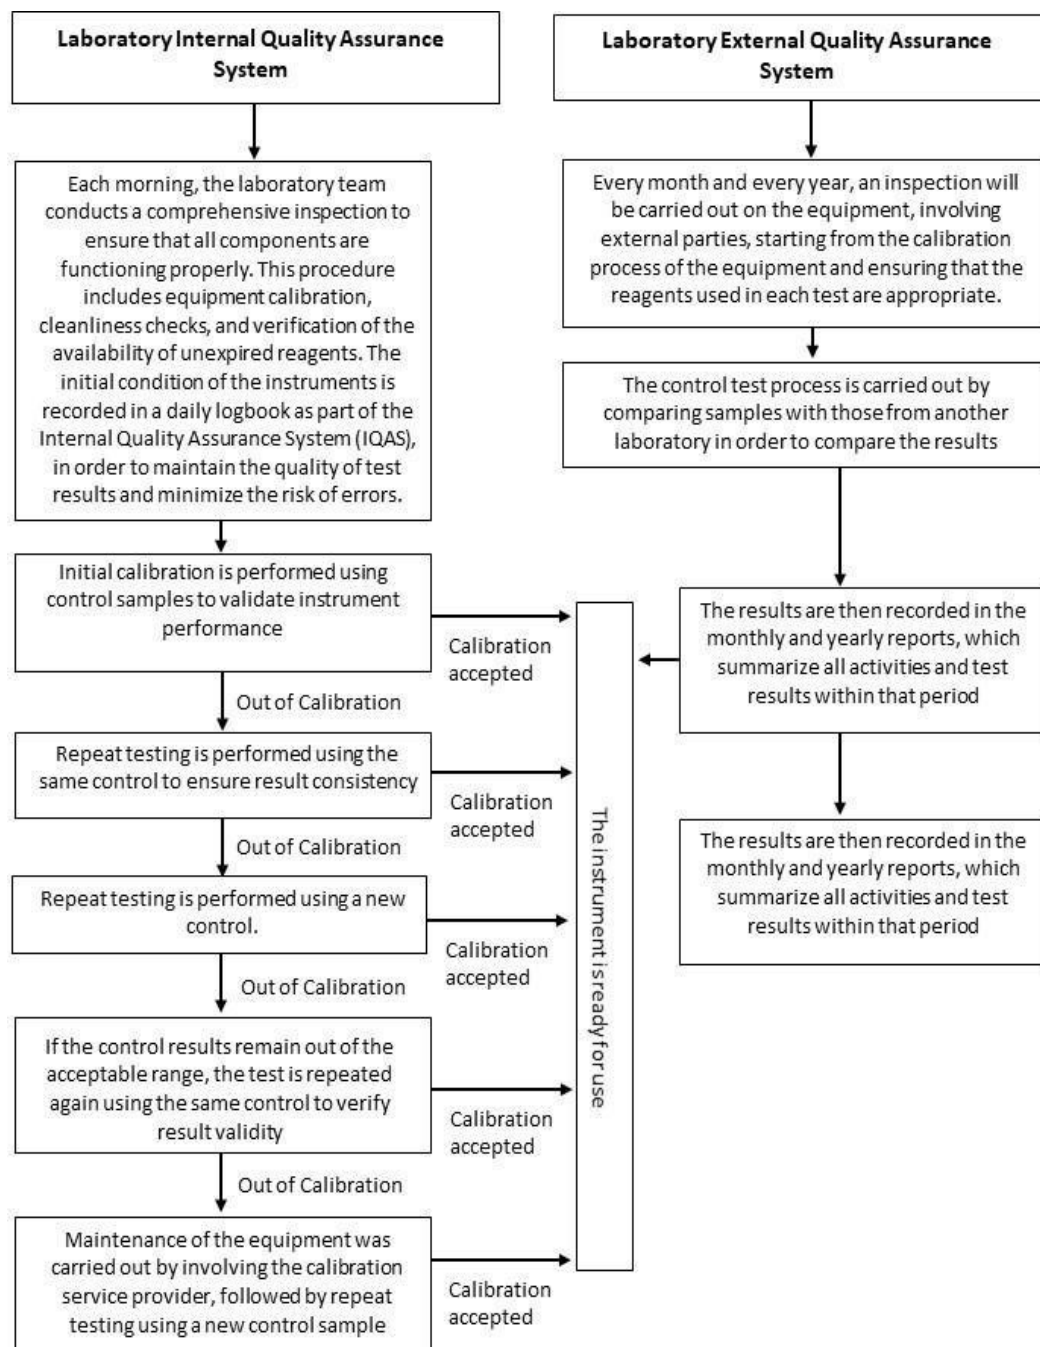 Laboratory Internal Quality Assurance
System
Each morning, the laboratory team
conducts a comprehensive inspection to
ensure that all components are
functioning properly. This procedure
includes equipment calibration,
cleanliness checks, and verification of the
availability of unexpired reagents. The
initial condition of the instruments is
recorded in a daily logbook as part of the
Internal Quality Assurance System (IQAS),
in order to maintain the quality of test
results and minimize the risk of errors.
Initial calibration is performed using
control samples to validate instrument
performance
Calibration
accepted
Out of Calibration
Repeat testing is performed using the
same control to ensure result consistency
Calibration
accepted
Out of Calibration
Repeat testing is performed using a new
control.
Calibration
accepted
Out of Calibration
If the control results remain out of the
acceptable range, the test is repeated
again using the same control to verify
result validity
Calibration
accepted
Out of Calibration
Maintenance of the equipment was
carried out by involving the calibration
service provider, followed by repeat
testing using a new control sample
Calibration
accepted
The instrument is ready for use
Laboratory External Quality Assurance
System
Every month and every year, an inspection will
be carried out on the equipment, involving
external parties, starting from the calibration
process of the equipment and ensuring that the
reagents used in each test are appropriate.
The control test process is carried out by
comparing samples with those from another
laboratory in order to compare the results
The results are then recorded in the
monthly and yearly reports, which
summarize all activities and test
results within that period
The results are then recorded in the
monthly and yearly reports, which
summarize all activities and test
results within that period